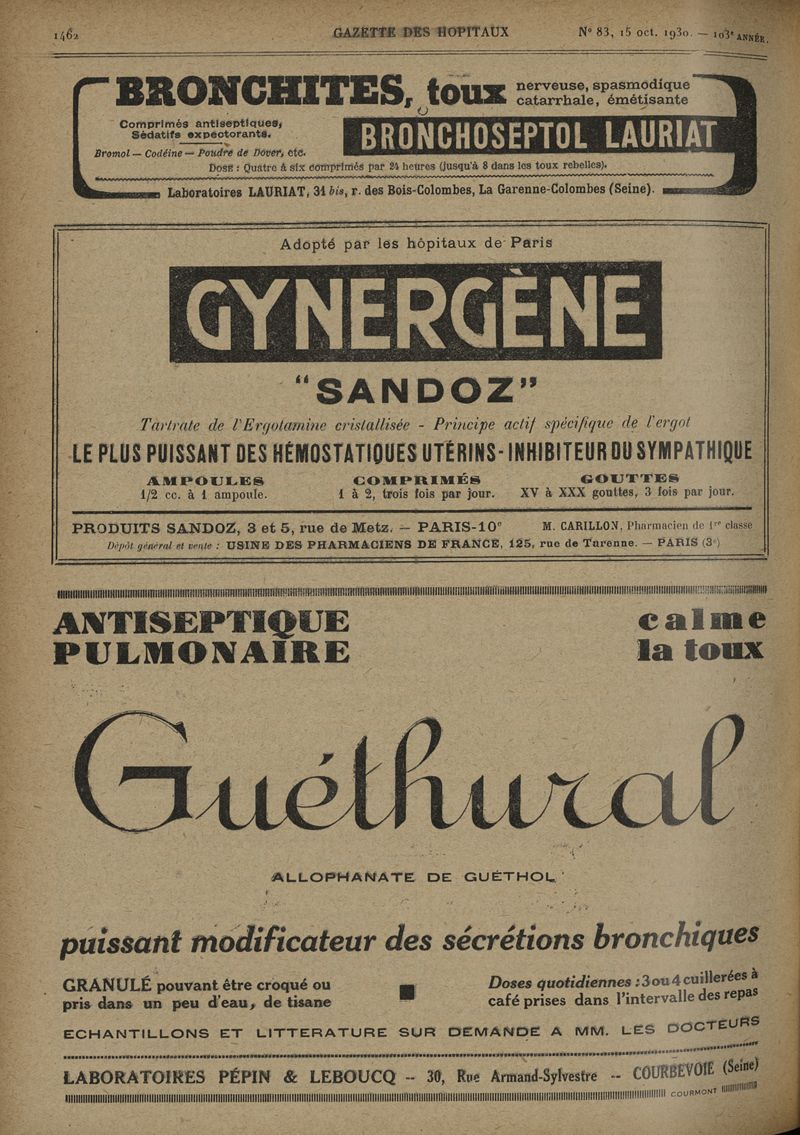 1462 GAZETTE DES HOPITAUX N° 83, 15 oct. 1930. — 103e ANNÉE.
BRONCHITES, toux nerveuse, spasmodique
catarrhale, émétisante
Comprimés antiseptiques,
Sédatifs expectorants.
BRONCHOSEPTOL LAURIAT
Bromol — Codéine — Poudre de Dover, etc.
DOSE : Quatre à six comprimés par 24 heures (jusqu'à 8 dans les toux rebelles).
Laboratoires LAURIAT, 31 bis, r. des Bois-Colombes, La Garenne-Colombes (Seine).
Adopté par les hôpitaux de Paris
GYNERGÈNE
"SANDOZ"
Tartrate de l'Ergotamine cristallisée - Principe actif spécifique de l'ergot
LE PLUS PUISSANT DES HÉMOSTATIQUES UTÉRINS - INHIBITEUR DU SYMPATHIQUE
AMPOULES COMPRIMÉS GOUTTES
1/2 cc. à 1 ampoule. 1 à 2, trois fois par jour. XV à XXX gouttes, 3 fois par jour.
PRODUITS SANDOZ, 3 et 5, rue de Metz. — PARIS-10e M. CARILLON, Pharmacien de 1re classe
Dépôt général et vente : USINE DES PHARMACIENS DE FRANCE, 125, rue de Turenne. — PARIS (3e)
ANTISEPTIQUE calme
PULMONAIRE la toux
Guéthural
ALLOPHANATE DE GUÉTHOL
puissant modificateur des sécrétions bronchiques
GRANULÉ pouvant être croqué ou
pris dans un peu d'eau, de tisane
Doses quotidiennes : 3 ou 4 cuillerées à
café prises dans l'intervalle des repas
ECHANTILLONS ET LITTERATURE SUR DEMANDE A MM. LES DOCTEURS
LABORATOIRES PÉPIN & LEBOUCQ -- 30, Rue Armand-Sylvestre -- COURBEVOIE (Seine)
COURMONT